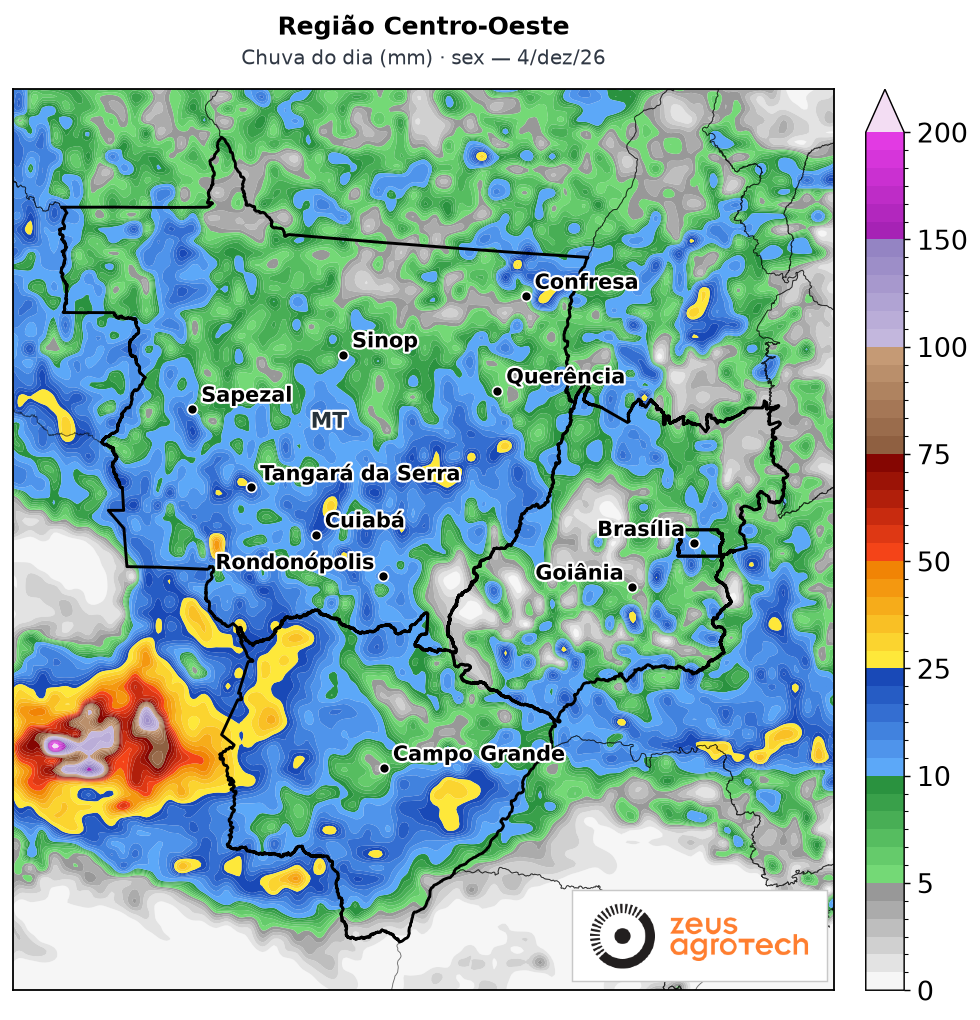 Região Centro-Oeste
Chuva do dia (mm) · sex — 4/dez/26
200
150
100
75
50
25
10
5
0
Confresa
Sinop
Querência
Sapezal
MT
Tangará da Serra
Cuiabá
Brasília
Rondonópolis
Goiânia
Campo Grande
zeus
agrotech